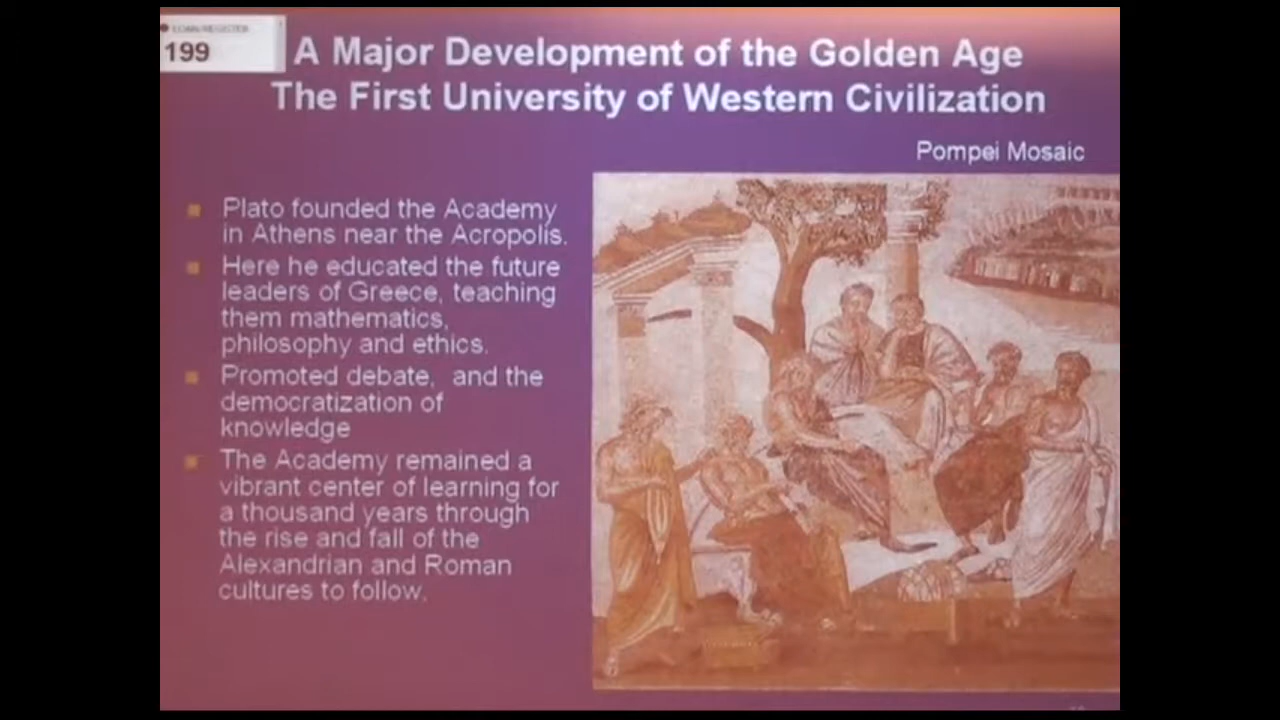 199
A Major Development of the Golden Age
The First University of Western Civilization
Pompei Mosaic
Plato founded the Academy
in Athens near the Acropolis.
Here he educated the future
leaders of Greece, teaching
them mathematics,
philosophy and ethics.
Promoted debate, and the
democratization of
knowledge
The Academy remained a
vibrant center of learning for
a thousand years through
the rise and fall of the
Alexandrian and Roman
cultures to follow.